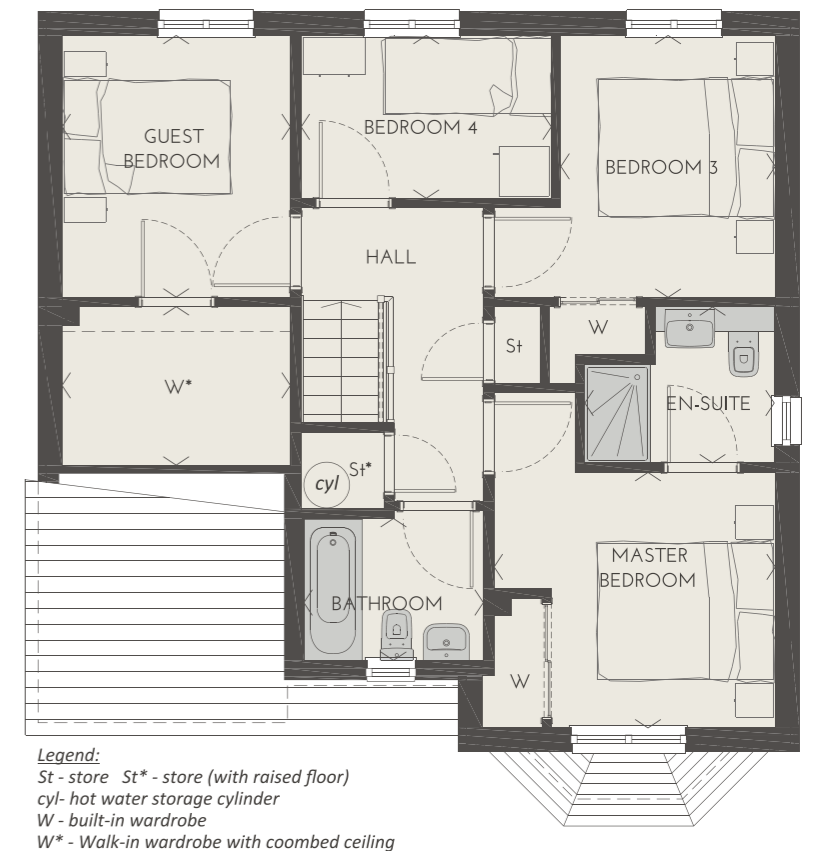 GUEST
BEDROOM
BEDROOM 4
BEDROOM 3
HALL
St
W
W*
EN-SUITE
St*
cyl
MASTER
BEDROOM
BATHROOM
W
Legend:
St - store   St* - store (with raised floor)
cyl- hot water storage cylinder
W - built-in wardrobe
W* - Walk-in wardrobe with coombed ceiling